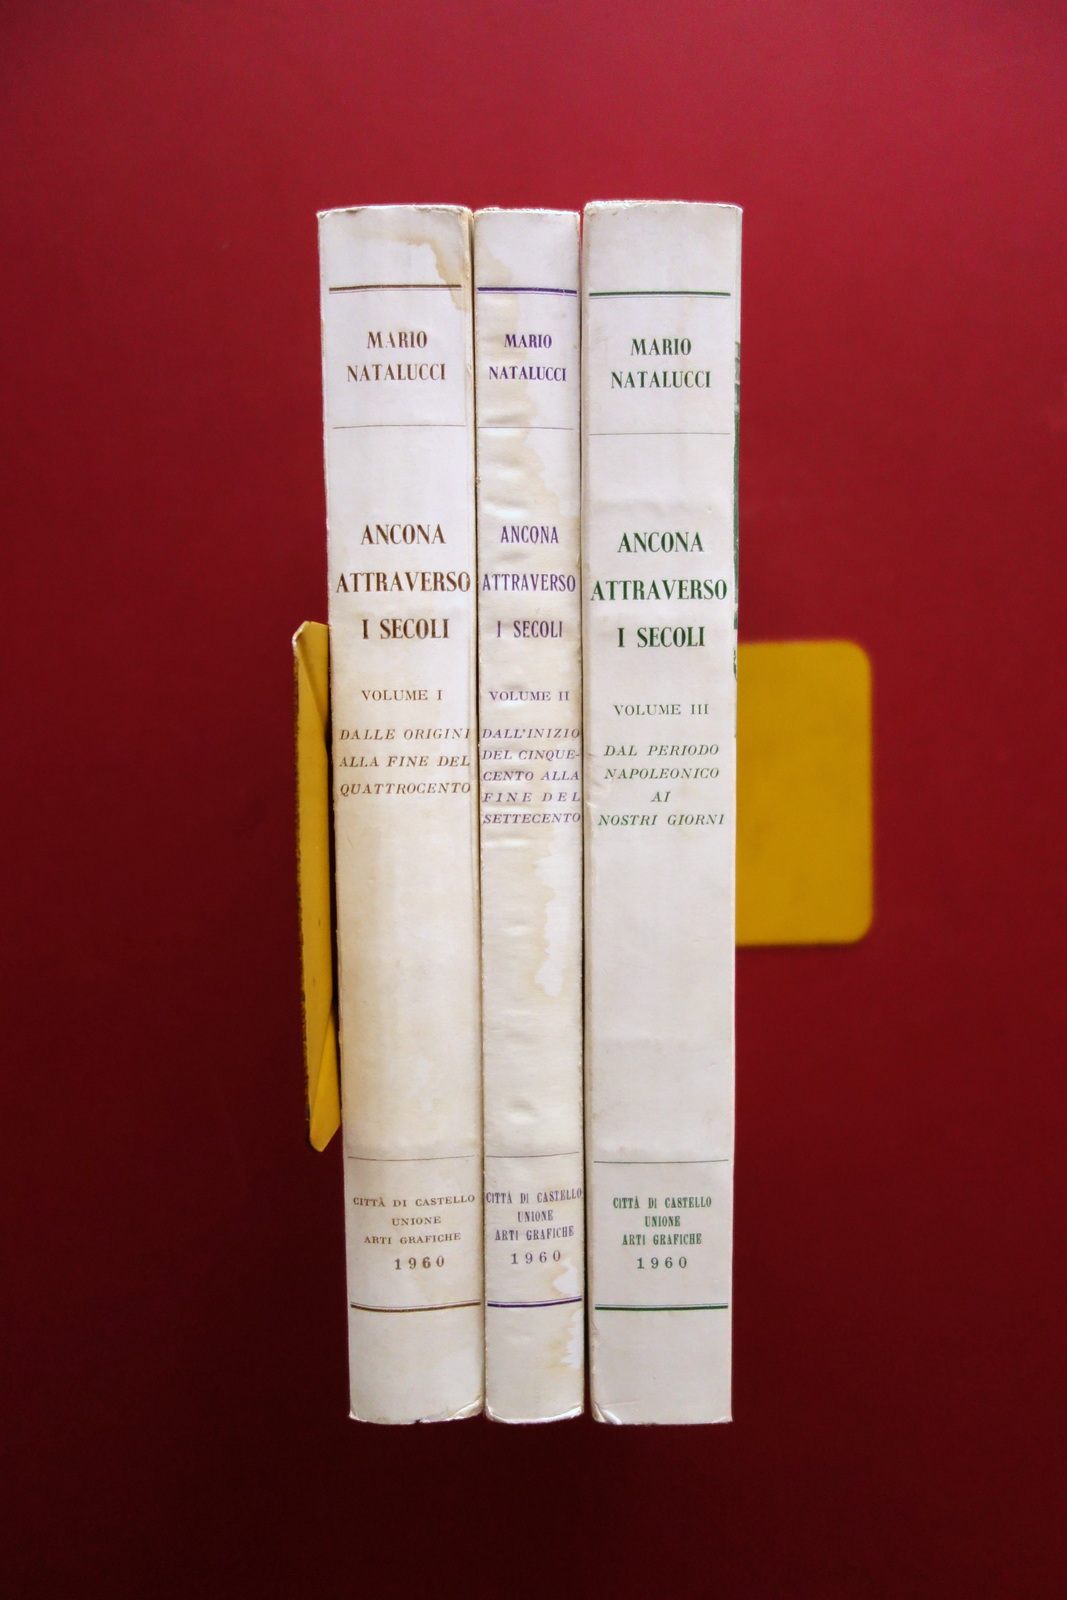 MARIO
NATALUCCI
ANCONA
ATTRAVERSO
I SECOLI
VOLUME I
DALLE ORIGINI
ALLA FINE DEL
QUATTROCENTO
CITTÀ DI CASTELLO
UNIONE
ARTI GRAFICHE
1960
MARIO
NATALUCCI
ANCONA
ATTRAVERSO
I SECOLI
VOLUME II
DALL'INIZIO
DEL CINQUE-
CENTO ALLA
FINE DEL
SETTECENTO
CITTÀ DI CASTELLO
UNIONE
ARTI GRAFICHE
1960
MARIO
NATALUCCI
ANCONA
ATTRAVERSO
I SECOLI
VOLUME III
DAL PERIODO
NAPOLEONICO
AI
NOSTRI GIORNI
CITTÀ DI CASTELLO
UNIONE
ARTI GRAFICHE
1960